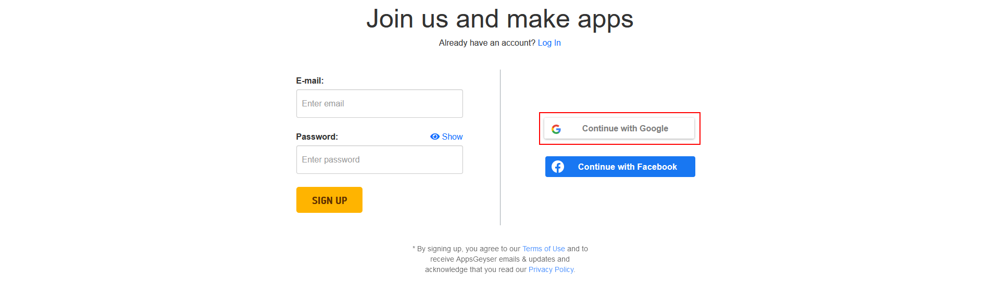 Join us and make apps
Already have an account? Log In
E-mail:
Enter email
Password:
Show
Enter password
SIGN UP
Continue with Google
Continue with Facebook
* By signing up, you agree to our Terms of Use and to
receive AppsGeyser emails & updates and
acknowledge that you read our Privacy Policy.